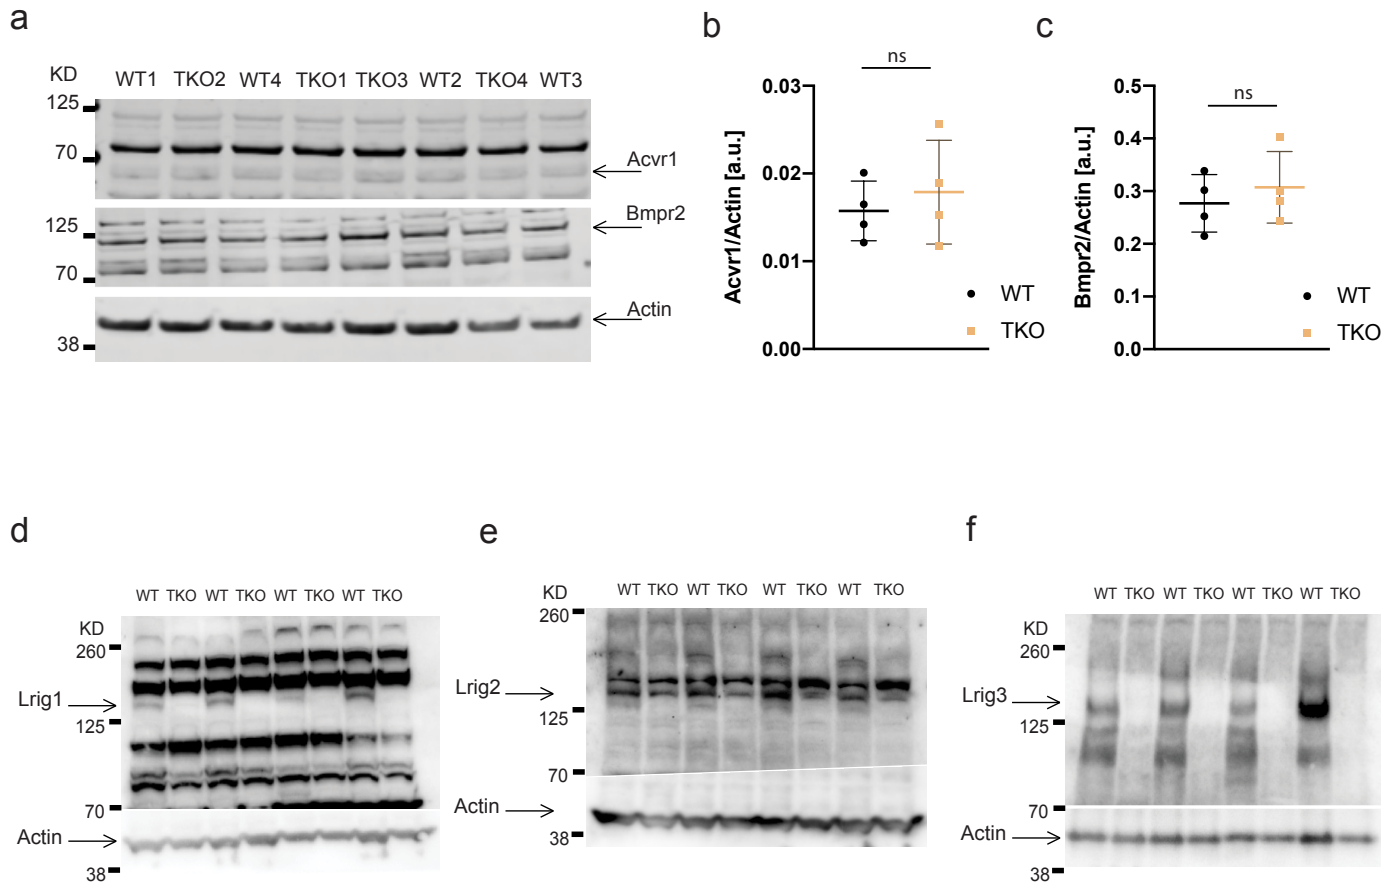 a
KD WT1 TKO2 WT4 TKO1 TKO3 WT2 TKO4 WT3
125
70
Acvr1
125
Bmpr2
70
Actin
38
b
ns
0.03
0.02
0.01
0.00
Acvr1/Actin [a.u.]
WT
TKO
c
ns
0.5
0.4
0.3
0.2
0.1
0.0
Bmpr2/Actin [a.u.]
WT
TKO
d
WT TKO WT TKO WT TKO WT TKO
KD
260
Lrig1
125
70
Actin
38
e
KD WT TKO WT TKO WT TKO WT TKO
260
Lrig2
125
70
Actin
38
f
WT TKO WT TKO WT TKO WT TKO
KD
260
Lrig3
125
70
Actin
38